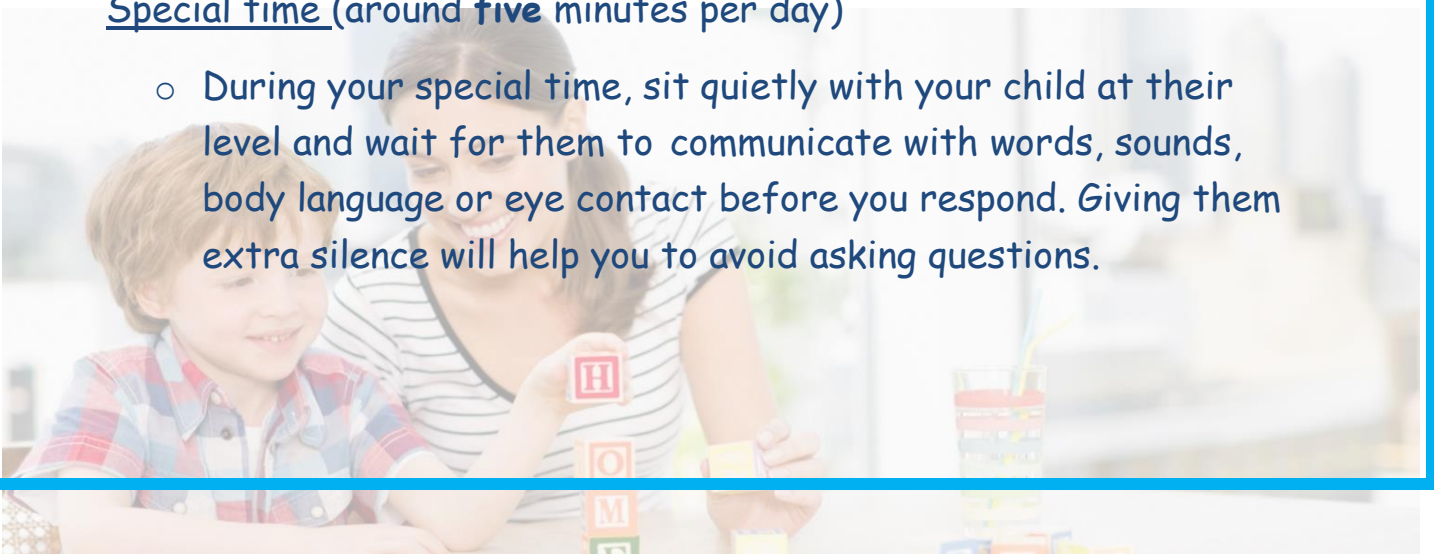 Special time (around five minutes per day)
○ During your special time, sit quietly with your child at their
level and wait for them to communicate with words, sounds,
body language or eye contact before you respond. Giving them
extra silence will help you to avoid asking questions.
H
O
M
E